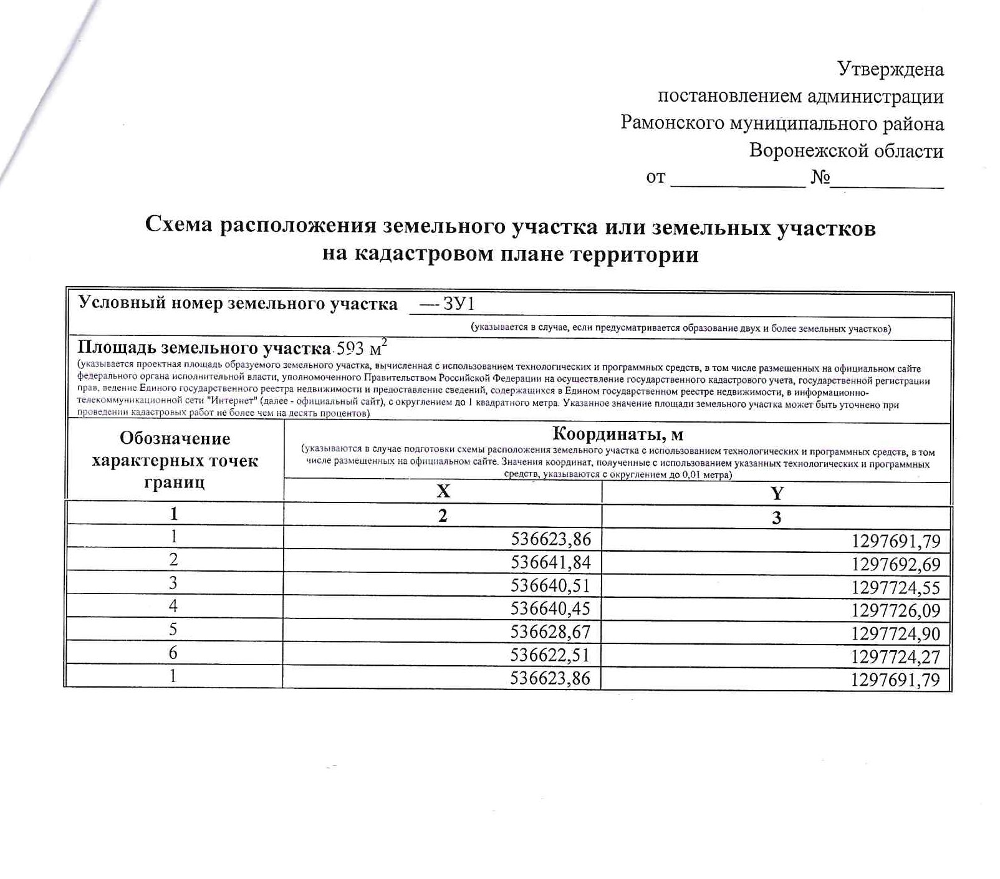 Утверждена
постановлением администрации
Рамонского муниципального района
Воронежской области
от ______________ №____________
Схема расположения земельного участка или земельных участков
на кадастровом плане территории
Условный номер земельного участка — ЗУ1
(указывается в случае, если предусматривается образование двух и более земельных участков)
Площадь земельного участка 593 м²
(указывается проектная площадь образуемого земельного участка, вычисленная с использованием технологических и программных средств, в том числе размещенных на официальном сайте
федерального органа исполнительной власти, уполномоченного Правительством Российской Федерации на осуществление государственного кадастрового учета, государственной регистрации
прав, ведение Единого государственного реестра недвижимости и предоставление сведений, содержащихся в Едином государственном реестре недвижимости, в информационно-
телекоммуникационной сети "Интернет" (далее - официальный сайт), с округлением до 1 квадратного метра. Указанное значение площади земельного участка может быть уточнено при
проведении кадастровых работ не более чем на десять процентов)
Обозначение
характерных точек
границ
Координаты, м
(указываются в случае подготовки схемы расположения земельного участка с использованием технологических и программных средств, в том
числе размещенных на официальном сайте. Значения координат, полученные с использованием указанных технологических и программных
средств, указываются с округлением до 0,01 метра)
X Y
1 2 3
1 536623,86 1297691,79
2 536641,84 1297692,69
3 536640,51 1297724,55
4 536640,45 1297726,09
5 536628,67 1297724,90
6 536622,51 1297724,27
1 536623,86 1297691,79